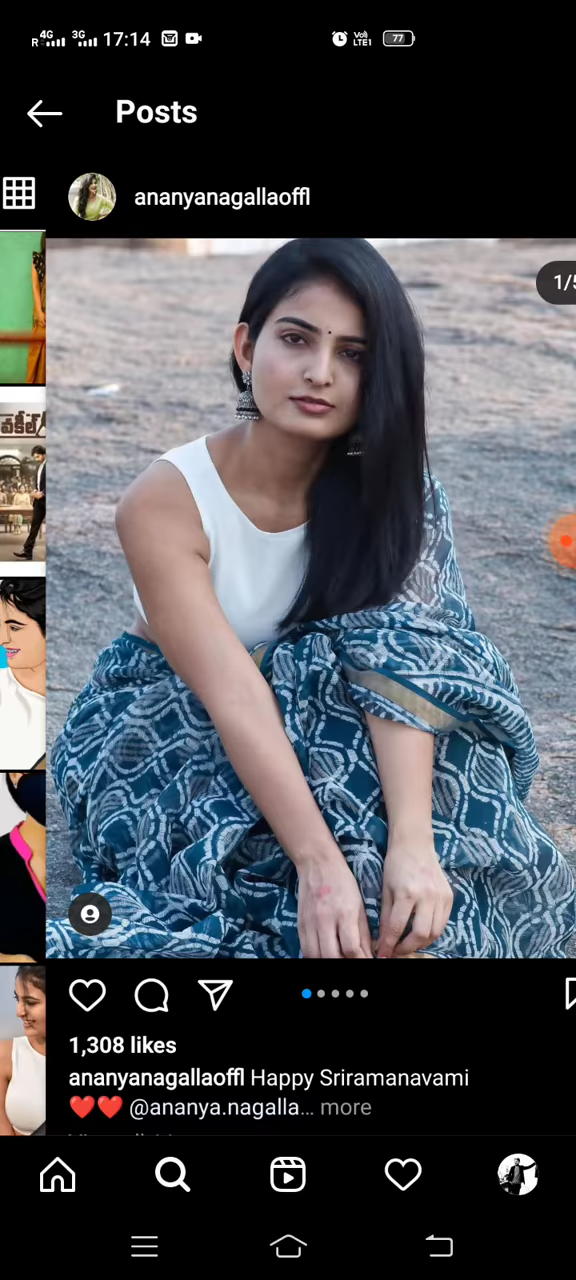 R 4G 3G 17:14 Vo) LTE1 77
Posts
ananyanagallaoffl
1/5
వకీల్
1,308 likes
ananyanagallaoffl Happy Sriramanavami
❤️❤️ @ananya.nagalla... more